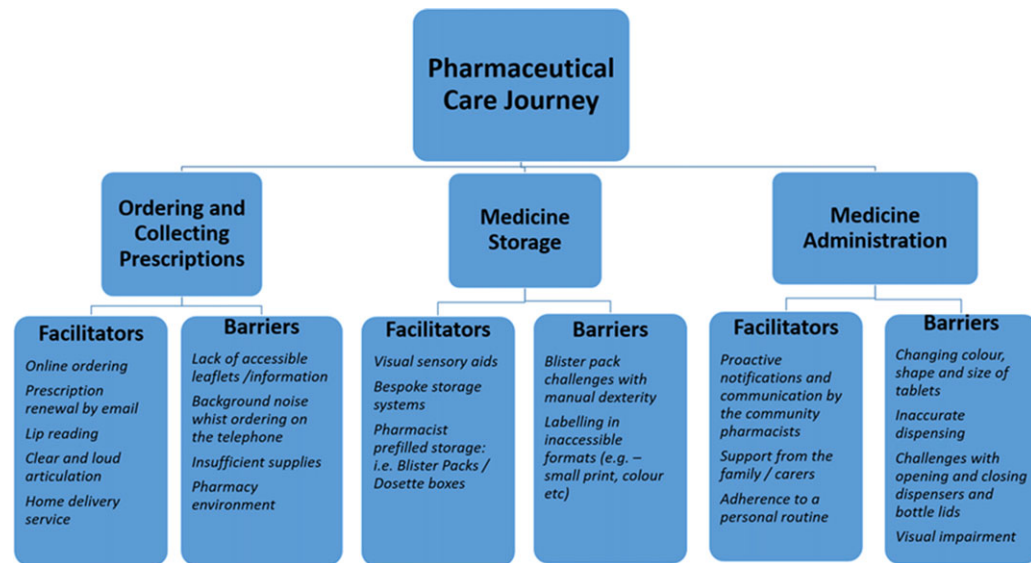 Pharmaceutical
Care Journey
Ordering and
Collecting
Prescriptions
Facilitators
Online ordering
Prescription
renewal by email
Lip reading
Clear and loud
articulation
Home delivery
service
Barriers
Lack of accessible
leaflets /information
Background noise
whist ordering on
the telephone
Insufficient supplies
Pharmacy
environment
Medicine
Storage
Facilitators
Visual sensory aids
Bespoke storage
systems
Pharmacist
prefilled storage:
i.e. Blister Packs /
Dosette boxes
Barriers
Blister pack
challenges with
manual dexterity
Labelling in
inaccessible
formats (e.g. –
small print, colour
etc)
Medicine
Administration
Facilitators
Proactive
notifications and
communication by
the community
pharmacists
Support from the
family / carers
Adherence to a
personal routine
Barriers
Changing colour,
shape and size of
tablets
Inaccurate
dispensing
Challenges with
opening and closing
dispensers and
bottle lids
Visual impairment